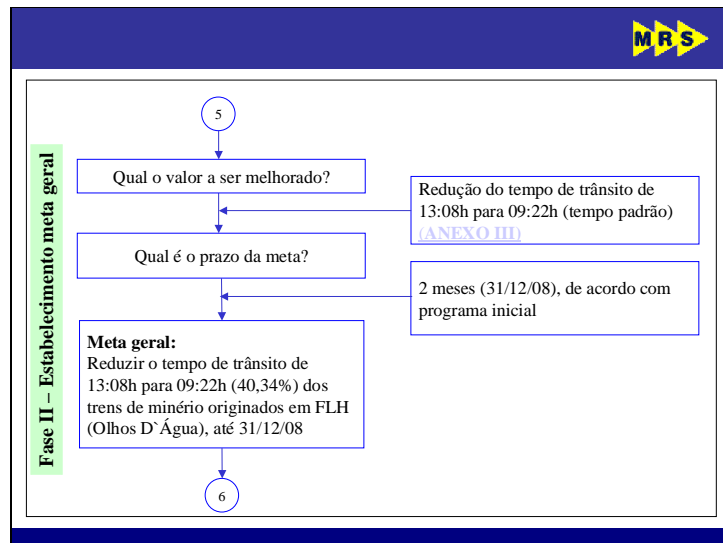 MRS
Fase II – Estabelecimento meta geral
5
Qual o valor a ser melhorado?
Redução do tempo de trânsito de
13:08h para 09:22h (tempo padrão)
(ANEXO III)
Qual é o prazo da meta?
2 meses (31/12/08), de acordo com
programa inicial
Meta geral:
Reduzir o tempo de trânsito de
13:08h para 09:22h (40,34%) dos
trens de minério originados em FLH
(Olhos D`Água), até 31/12/08
6